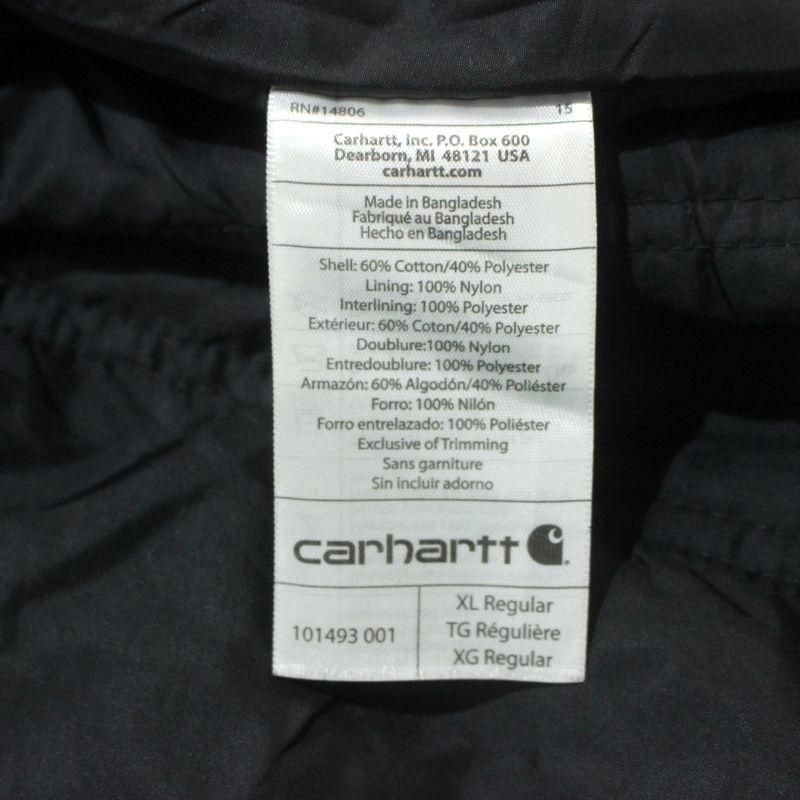 RN#14806 15
Carhartt, Inc. P.O. Box 600
Dearborn, MI 48121 USA
carhartt.com
Made in Bangladesh
Fabriqué au Bangladesh
Hecho en Bangladesh
Shell: 60% Cotton/40% Polyester
Lining: 100% Nylon
Interlining: 100% Polyester
Extérieur: 60% Coton/40% Polyester
Doublure:100% Nylon
Entredoublure: 100% Polyester
Armazón: 60% Algodón/40% Poliéster
Forro: 100% Nilón
Forro entrelazado: 100% Poliéster
Exclusive of Trimming
Sans garniture
Sin incluir adorno
carhartt
101493 001
XL Regular
TG Régulière
XG Regular